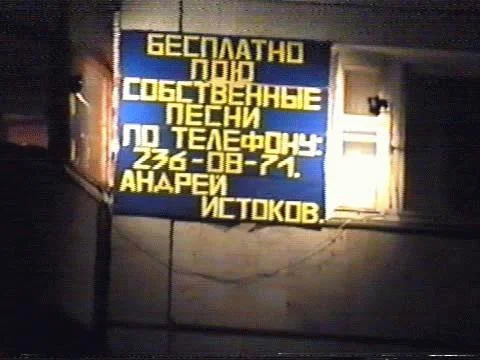 БЕСПЛАТНО
ПОЮ
СОБСТВЕННЫЕ
ПЕСНИ
ПО ТЕЛЕФОНУ:
236-08-71.
АНДРЕЙ
ИСТОКОВ.